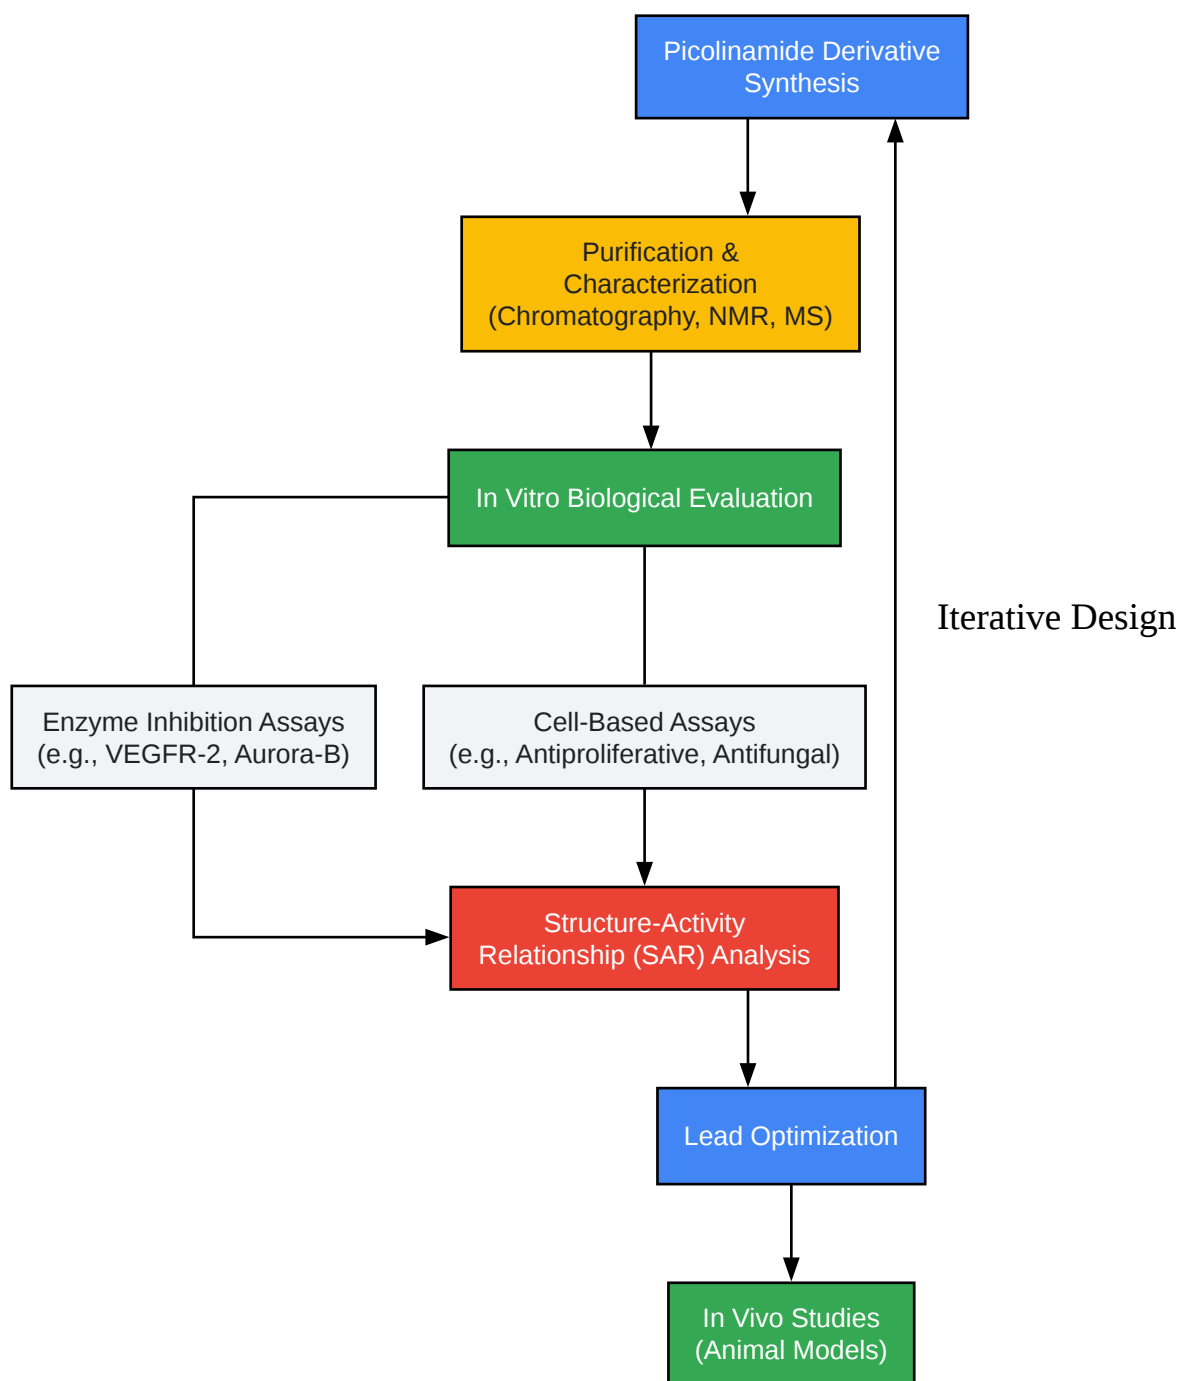 Picolinamide Derivative
Synthesis
Purification &
Characterization
(Chromatography, NMR, MS)
In Vitro Biological Evaluation
Iterative Design
Enzyme Inhibition Assays
(e.g., VEGFR-2, Aurora-B)
Cell-Based Assays
(e.g., Antiproliferative, Antifungal)
Structure-Activity
Relationship (SAR) Analysis
Lead Optimization
In Vivo Studies
(Animal Models)